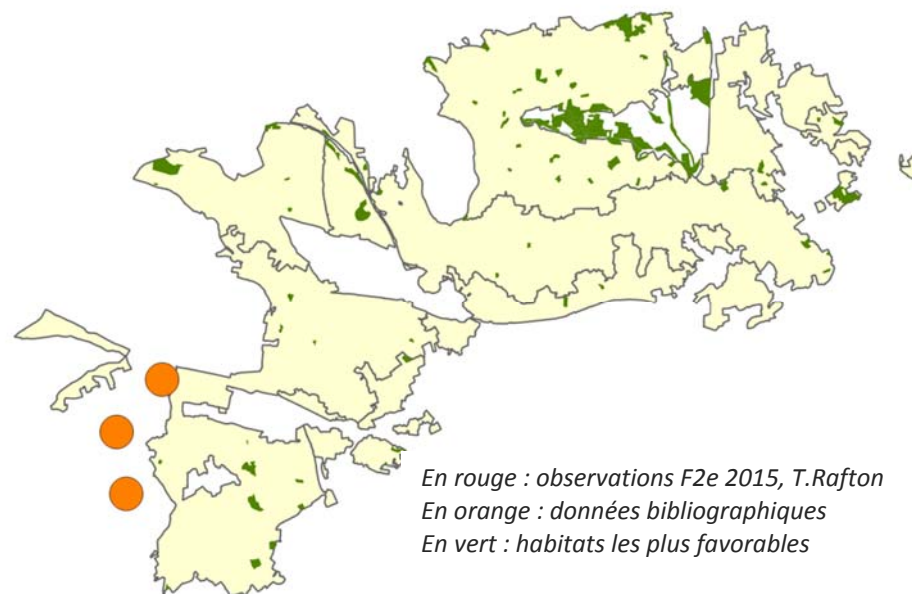 En rouge : observations F2e 2015, T.Rafton
En orange : données bibliographiques
En vert : habitats les plus favorables